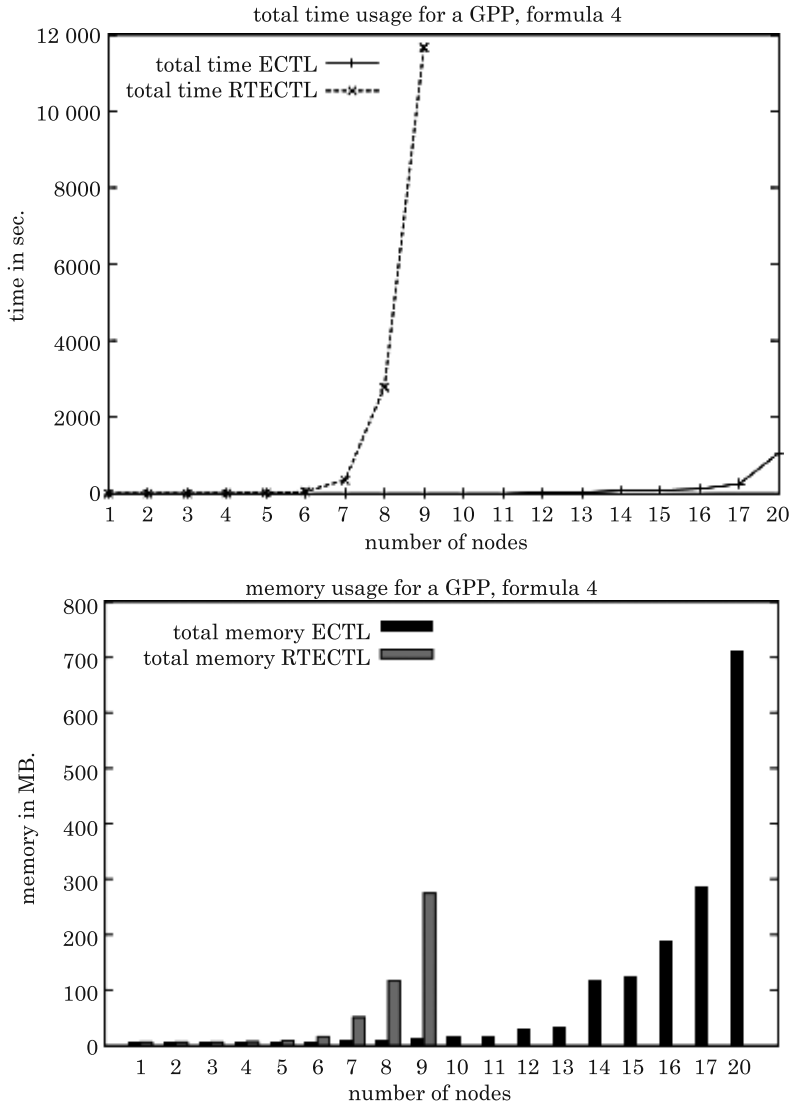 total time usage for a GPP, formula 4
12 000
total time ECTL
total time RTECTL
10 000
8000
6000
4000
2000
0
time in sec.
1 2 3 4 5 6 7 8 9 10 11 12 13 14 15 16 17 20
number of nodes
memory usage for a GPP, formula 4
800
total memory ECTL
total memory RTECTL
700
600
500
400
300
200
100
0
memory in MB.
1 2 3 4 5 6 7 8 9 10 11 12 13 14 15 16 17 20
number of nodes